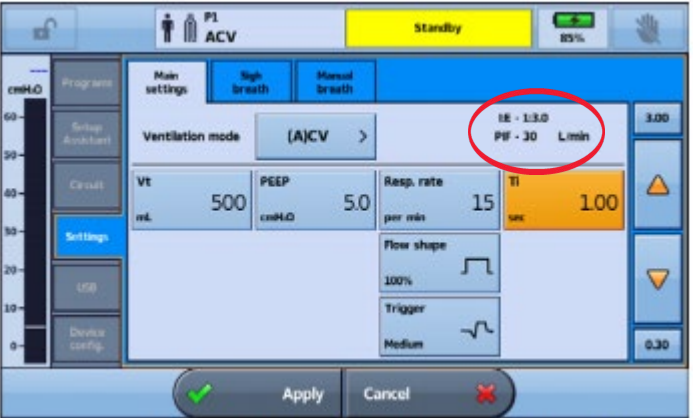 P1
ACV
Standby
85%
cmH2O
60
50
40
30
20
10
0
Programs
Setup
Assistant
Circuit
Settings
USB
Device
config.
Main
settings
Sigh
breath
Manual
breath
Ventilation mode
(A)CV >
I:E - 1:3.0
PIF - 30 L/min
3.00
Vt
500
mL
PEEP
5.0
cmH2O
Resp. rate
15
per min
Ti
1.00
sec
Flow shape
100%
Trigger
Medium
0.30
Apply
Cancel